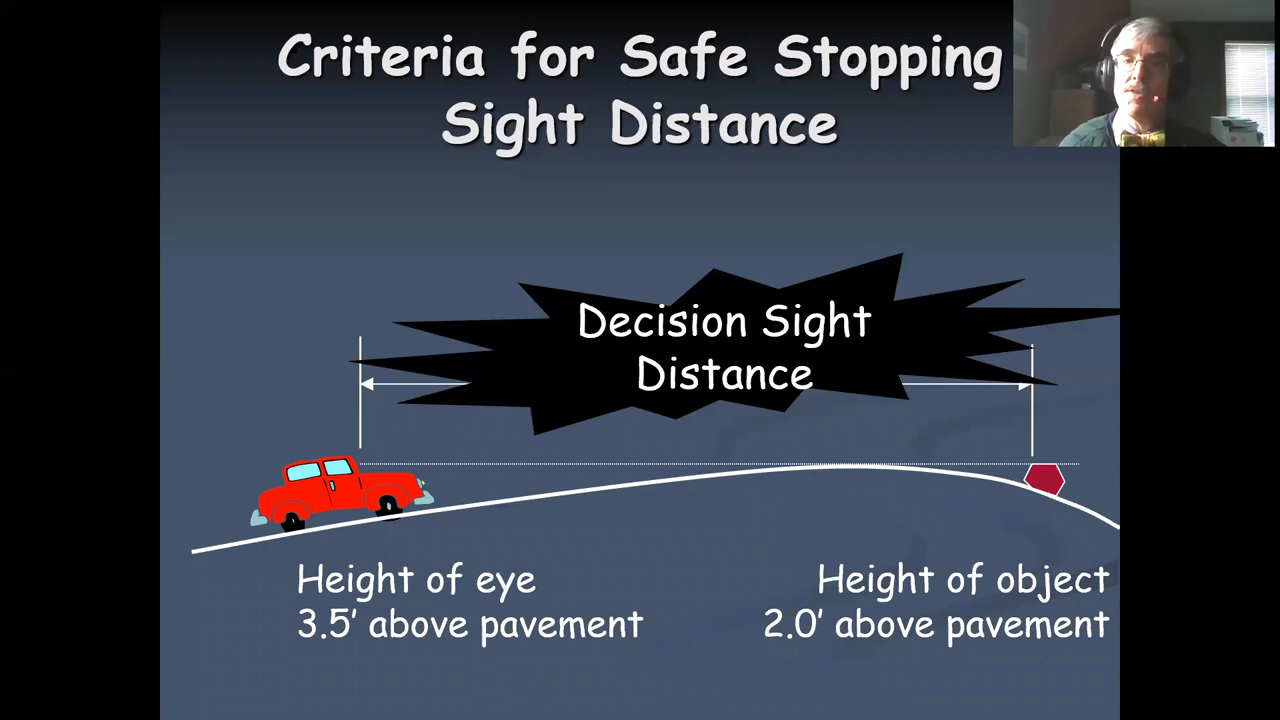 Criteria for Safe Stopping
Sight Distance
Decision Sight
Distance
Height of eye
3.5' above pavement
Height of object
2.0' above pavement